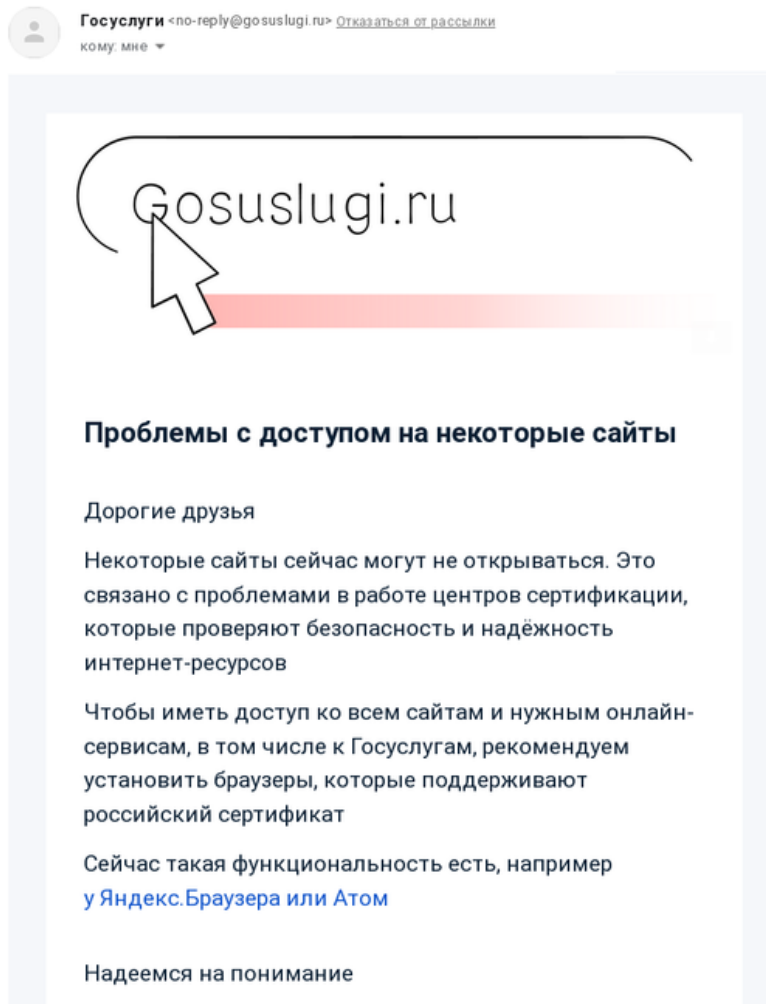 Госуслуги <no-reply@gosuslugi.ru> Отказаться от рассылки
кому: мне
Gosuslugi.ru
Проблемы с доступом на некоторые сайты
Дорогие друзья
Некоторые сайты сейчас могут не открываться. Это
связано с проблемами в работе центров сертификации,
которые проверяют безопасность и надёжность
интернет-ресурсов
Чтобы иметь доступ ко всем сайтам и нужным онлайн-
сервисам, в том числе к Госуслугам, рекомендуем
установить браузеры, которые поддерживают
российский сертификат
Сейчас такая функциональность есть, например
у Яндекс.Браузера или Атом
Надеемся на понимание